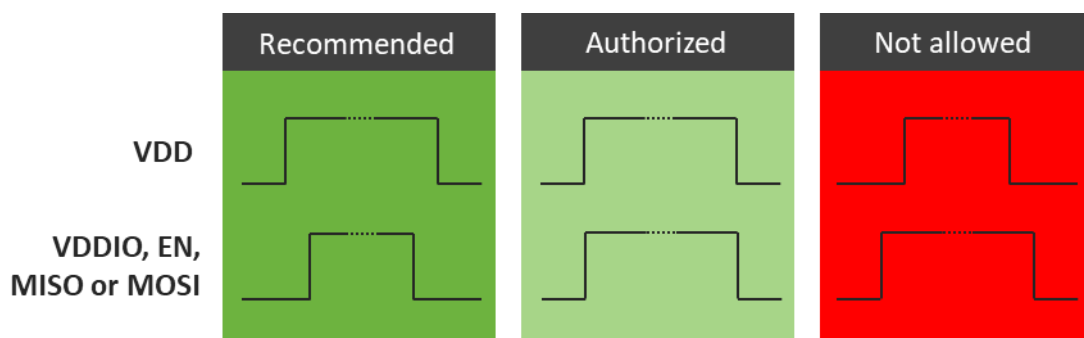 Recommended
Authorized
Not allowed
VDD
VDDIO, EN,
MISO or MOSI